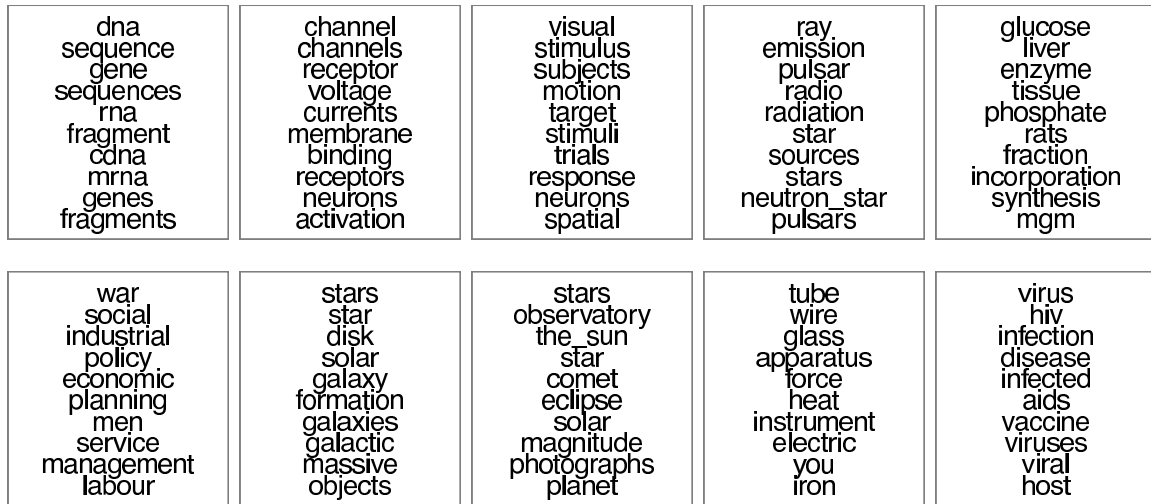 dna
sequence
gene
sequences
rna
fragment
cdna
mrna
genes
fragments
channel
channels
receptor
voltage
currents
membrane
binding
receptors
neurons
activation
visual
stimulus
subjects
motion
target
stimuli
trials
response
neurons
spatial
ray
emission
pulsar
radio
radiation
star
sources
stars
neutron_star
pulsars
glucose
liver
enzyme
tissue
phosphate
rats
fraction
incorporation
synthesis
mgm
war
social
industrial
policy
economic
planning
men
service
management
labour
stars
star
disk
solar
galaxy
formation
galaxies
galactic
massive
objects
stars
observatory
the_sun
star
comet
eclipse
solar
magnitude
photographs
planet
tube
wire
glass
apparatus
force
heat
instrument
electric
you
iron
virus
hiv
infection
disease
infected
aids
vaccine
viruses
viral
host